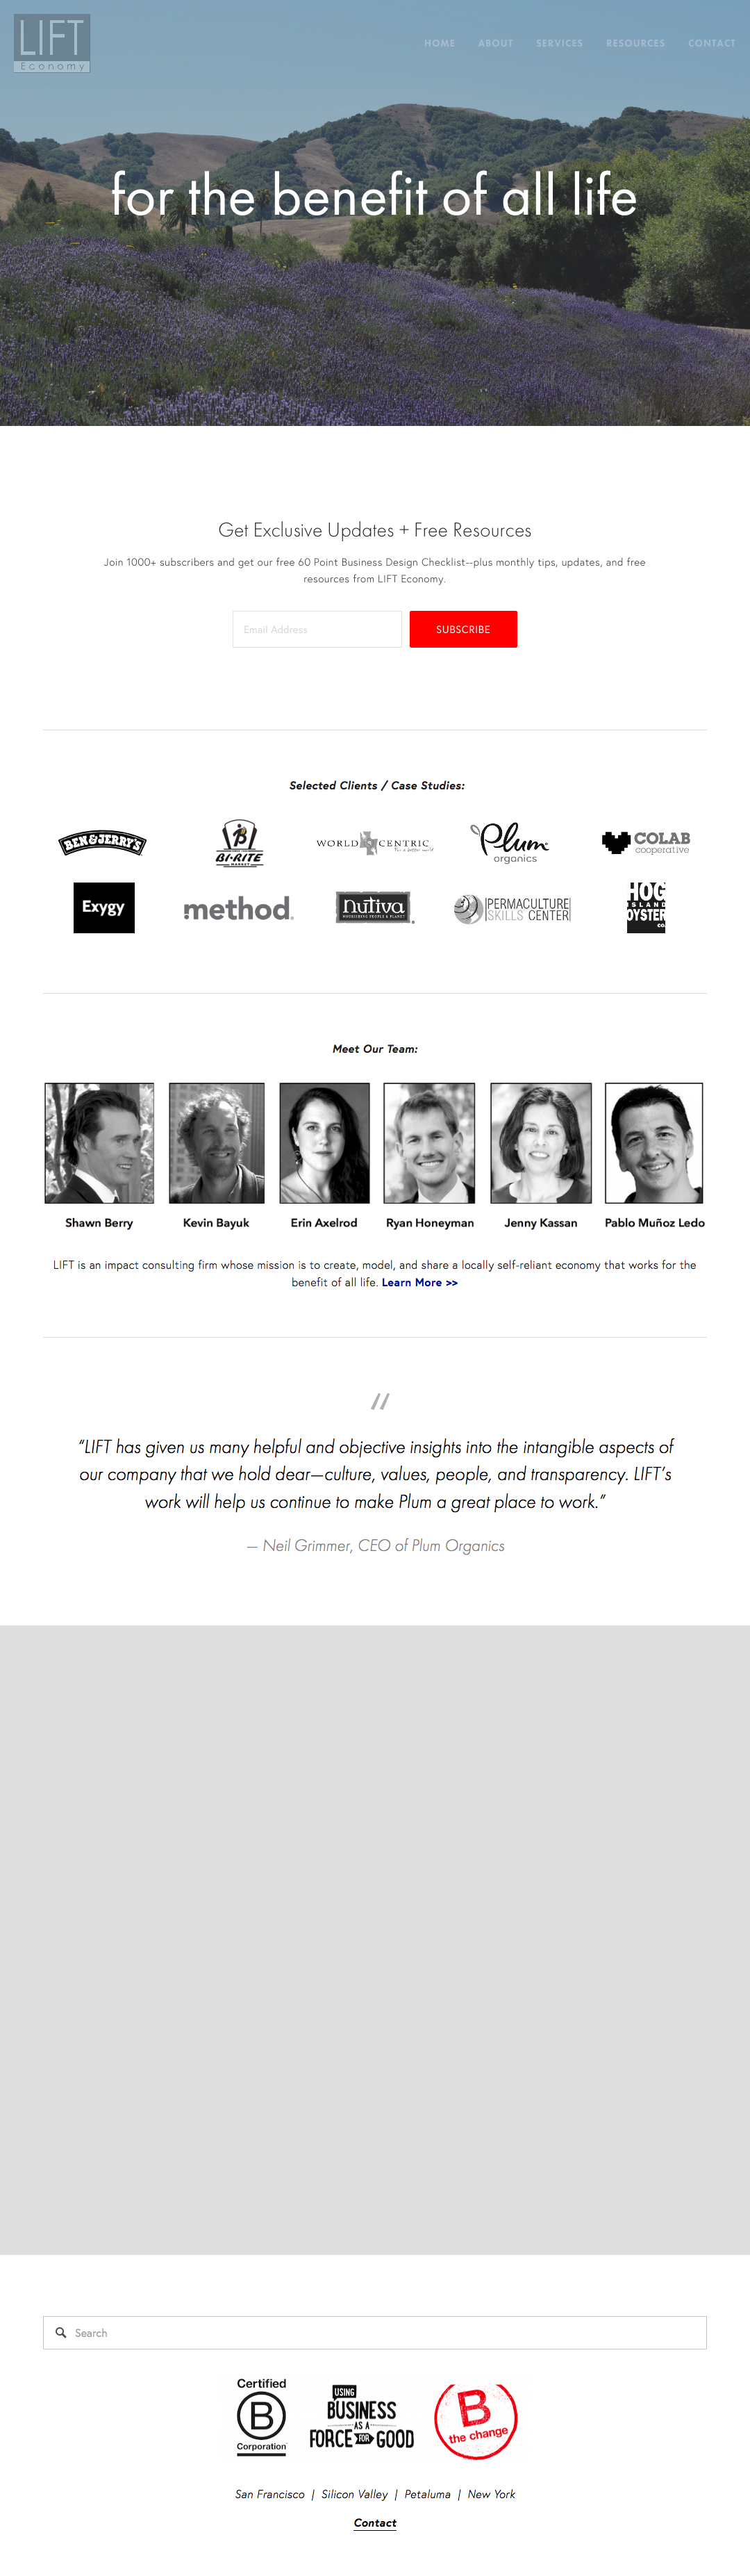 LIFT
Economy
HOME ABOUT SERVICES RESOURCES CONTACT
for the benefit of all life
Get Exclusive Updates + Free Resources
Join 1000+ subscribers and get our free 60 Point Business Design Checklist--plus monthly tips, updates, and free
resources from LIFT Economy.
Email Address
SUBSCRIBE
Selected Clients / Case Studies:
BEN & JERRY'S
B
BI-RITE
MARKET
WORLD CENTRIC
For a better world
Plum
organics
COLAB
cooperative
Exygy
method
nutiva
NOURISHING PEOPLE & PLANET
PERMACULTURE
SKILLS CENTER
HOG
ISLAND
OYSTER
CO.
Meet Our Team:
Shawn Berry
Kevin Bayuk
Erin Axelrod
Ryan Honeyman
Jenny Kassan
Pablo Muñoz Ledo
LIFT is an impact consulting firm whose mission is to create, model, and share a locally self-reliant economy that works for the
benefit of all life. Learn More >>
“LIFT has given us many helpful and objective insights into the intangible aspects of
our company that we hold dear—culture, values, people, and transparency. LIFT’s
work will help us continue to make Plum a great place to work.”
— Neil Grimmer, CEO of Plum Organics
Search
Certified
B
Corporation
USING
BUSINESS
AS A
FORCE FOR GOOD
B
the change
San Francisco | Silicon Valley | Petaluma | New York
Contact